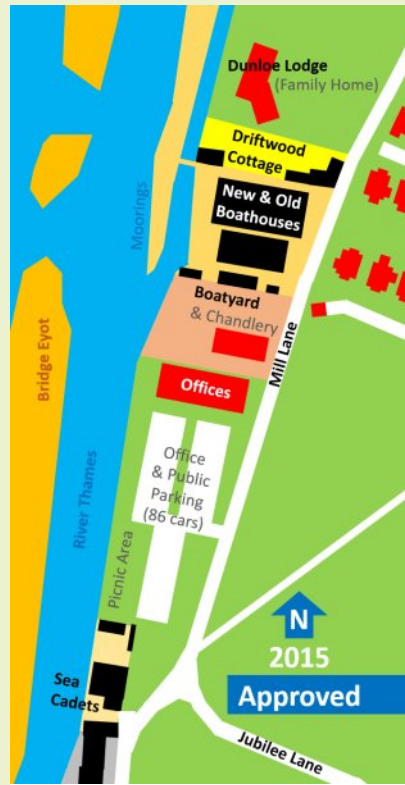 Dunloe Lodge
(Family Home)
Driftwood
Cottage
New & Old
Boathouses
Moorings
Boatyard
& Chandlery
Mill Lane
Bridge Eyot
Offices
Office
& Public
Parking
(86 cars)
River Thames
Picnic Area
N
2015
Approved
Sea
Cadets
Jubilee Lane